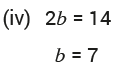 (iv) 2b = 14
b = 7